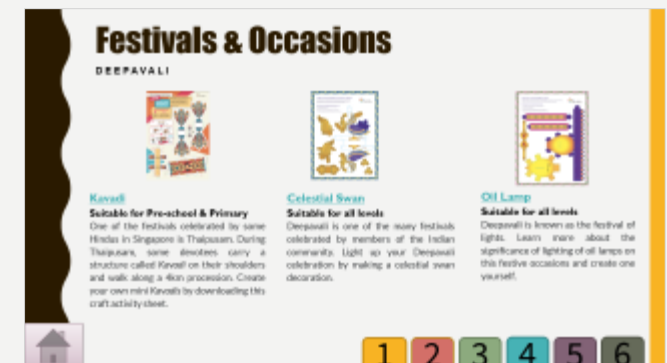 Festivals & Occasions
DEEPAVALI
Kavadi
Suitable for Pre-school & Primary
One of the festivals celebrated by some
Hindus in Singapore is Thaipusam. During
Thaipusam, some devotees carry a
structure called Kavadi on their shoulders
and walk along a 4km procession. Create
your own mini Kavadi by downloading this
craft activity sheet.
Celestial Swan
Suitable for all levels
Deepavali is one of the many festivals
celebrated by members of the Indian
community. Light up your Deepavali
celebration by making a celestial swan
decoration.
Oil Lamp
Suitable for all levels
Deepavali is known as the festival of
lights. Learn more about the
significance of lighting of oil lamps on
this festive occasions and create one
yourself.
1 2 3 4 5 6